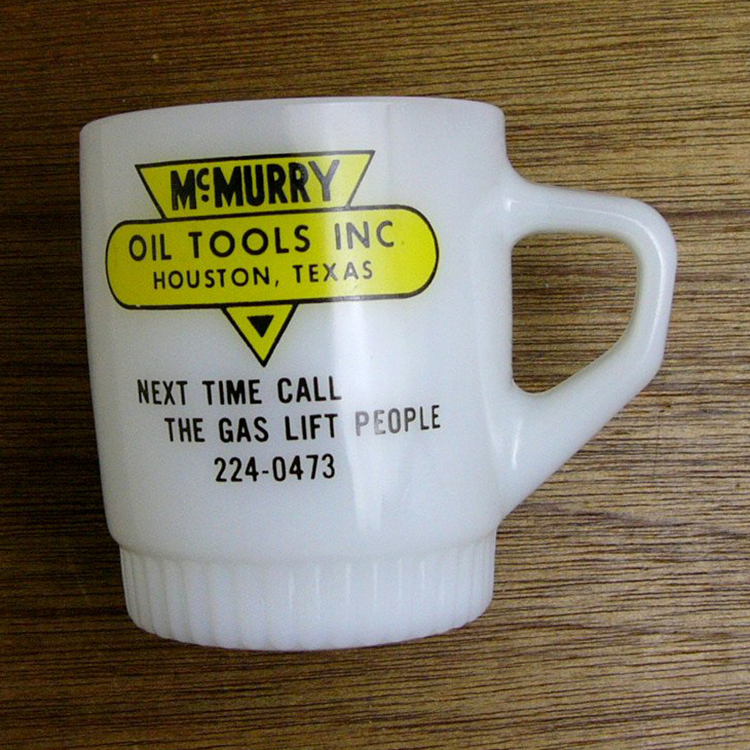 McMURRY
OIL TOOLS INC
HOUSTON, TEXAS
NEXT TIME CALL
THE GAS LIFT PEOPLE
224-0473